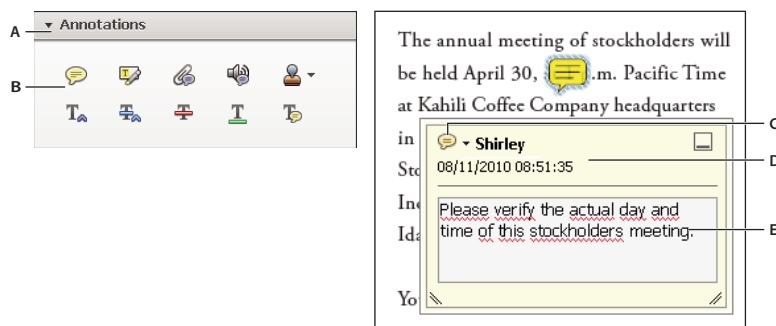 A
Annotations
B
The annual meeting of stockholders will
be held April 30, .m. Pacific Time
at Kahili Coffee Company headquarters
in
C
Shirley
Sto
D
08/11/2010 08:51:35
Ind
Please verify the actual day and
Ida
time of this stockholders meeting.
E
Yo